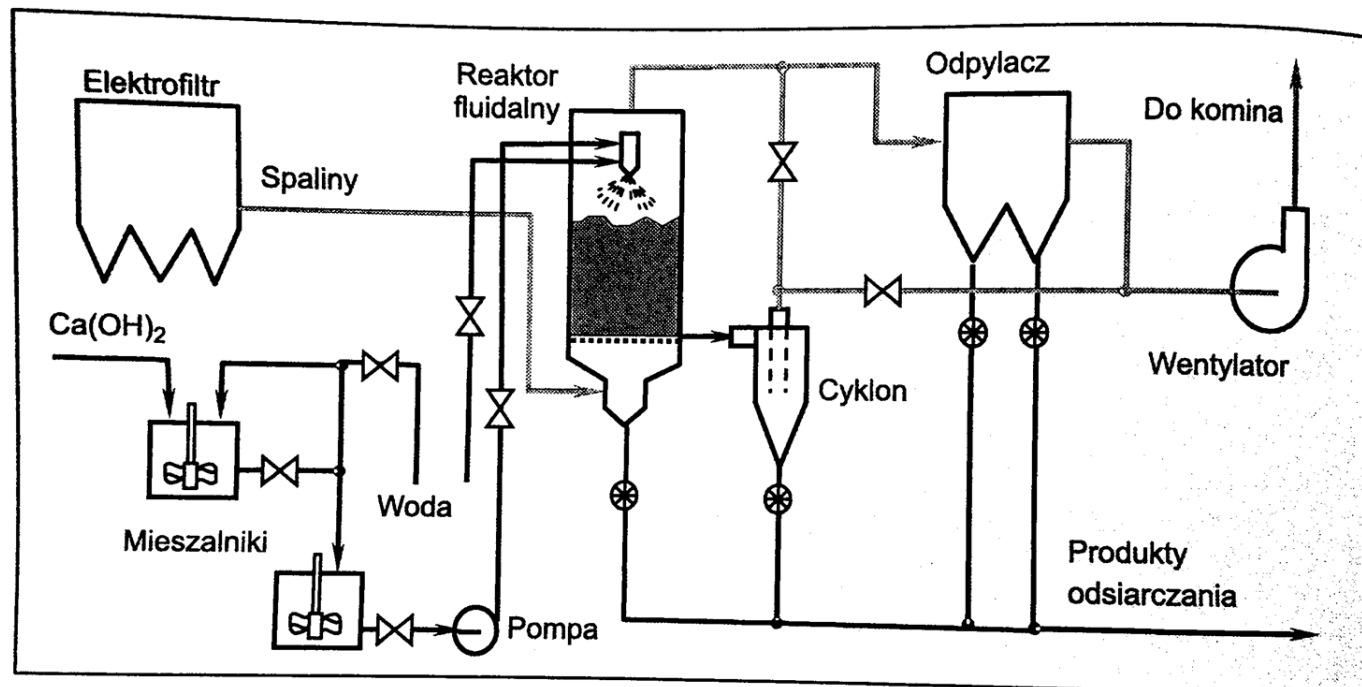 Elektrofiltr
Reaktor
fluidalny
Odpylacz
Do komina
Spaliny
Ca(OH)₂
Cyklon
Wentylator
Woda
Mieszalniki
Pompa
Produkty
odsiarczania